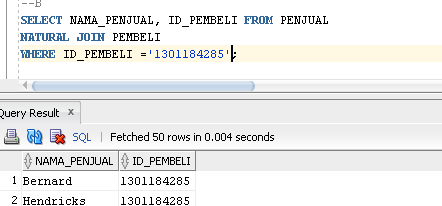 --B
SELECT NAMA_PENJUAL, ID_PEMBELI FROM PENJUAL
NATURAL JOIN PEMBELI
WHERE ID_PEMBELI ='1301184285';
Query Result x
SQL | Fetched 50 rows in 0.004 seconds
NAMA_PENJUAL ID_PEMBELI
1 Bernard 1301184285
2 Hendricks 1301184285